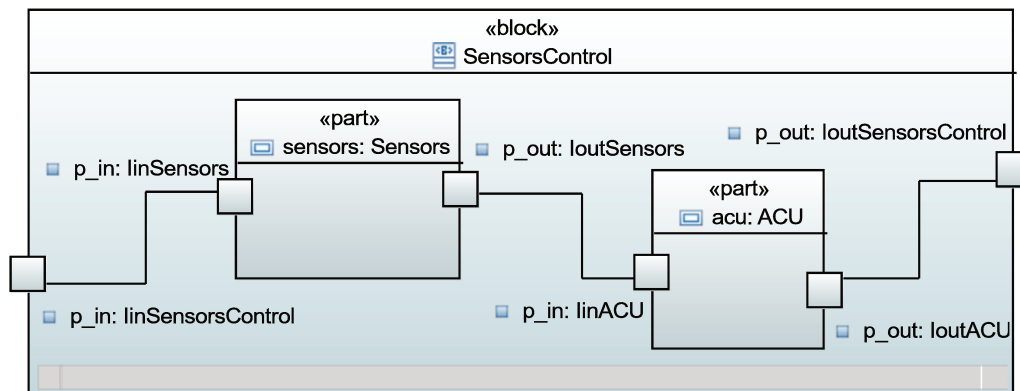 «block»
SensorsControl
«part»
sensors: Sensors
p_in: IinSensors
p_out: IoutSensors
p_out: IoutSensorsControl
«part»
acu: ACU
p_in: IinSensorsControl
p_in: IinACU
p_out: IoutACU